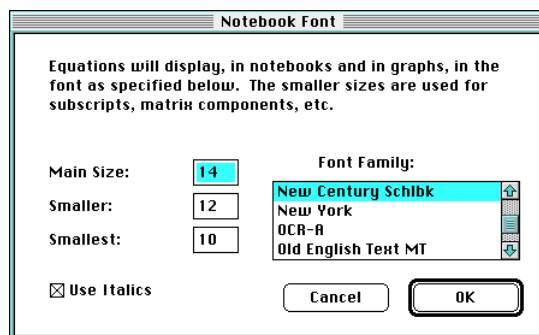 Notebook Font
Equations will display, in notebooks and in graphs, in the
font as specified below. The smaller sizes are used for
subscripts, matrix components, etc.
Main Size: 14
Smaller: 12
Smallest: 10
Font Family:
New Century Schlbk
New York
OCR-A
Old English Text MT
Use Italics
Cancel
OK